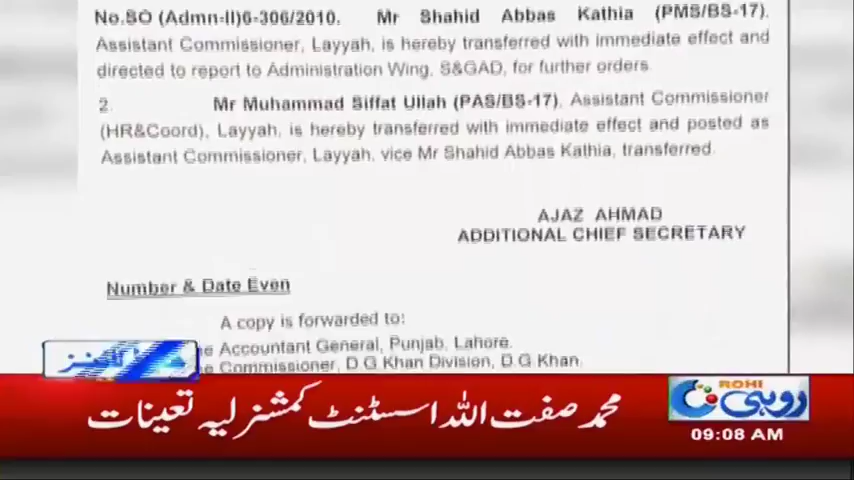 No.SO (Admn-II)6-306/2010. Mr Shahid Abbas Kathia (PMS/BS-17),
Assistant Commissioner, Layyah, is hereby transferred with immediate effect and
directed to report to Administration Wing, S&GAD, for further orders.
2. Mr Muhammad Siffat Ullah (PAS/BS-17), Assistant Commissioner
(HR&Coord), Layyah, is hereby transferred with immediate effect and posted as
Assistant Commissioner, Layyah, vice Mr Shahid Abbas Kathia, transferred.
AJAZ AHMAD
ADDITIONAL CHIEF SECRETARY
Number & Date Even
A copy is forwarded to:
Accountant General, Punjab, Lahore.
Commissioner, D G Khan Division, D G Khan.
ہیڈ لائنز
محمد صفت اللہ اسسٹنٹ کمشنر لیہ تعینات
ROHI
روہی
09:08 AM